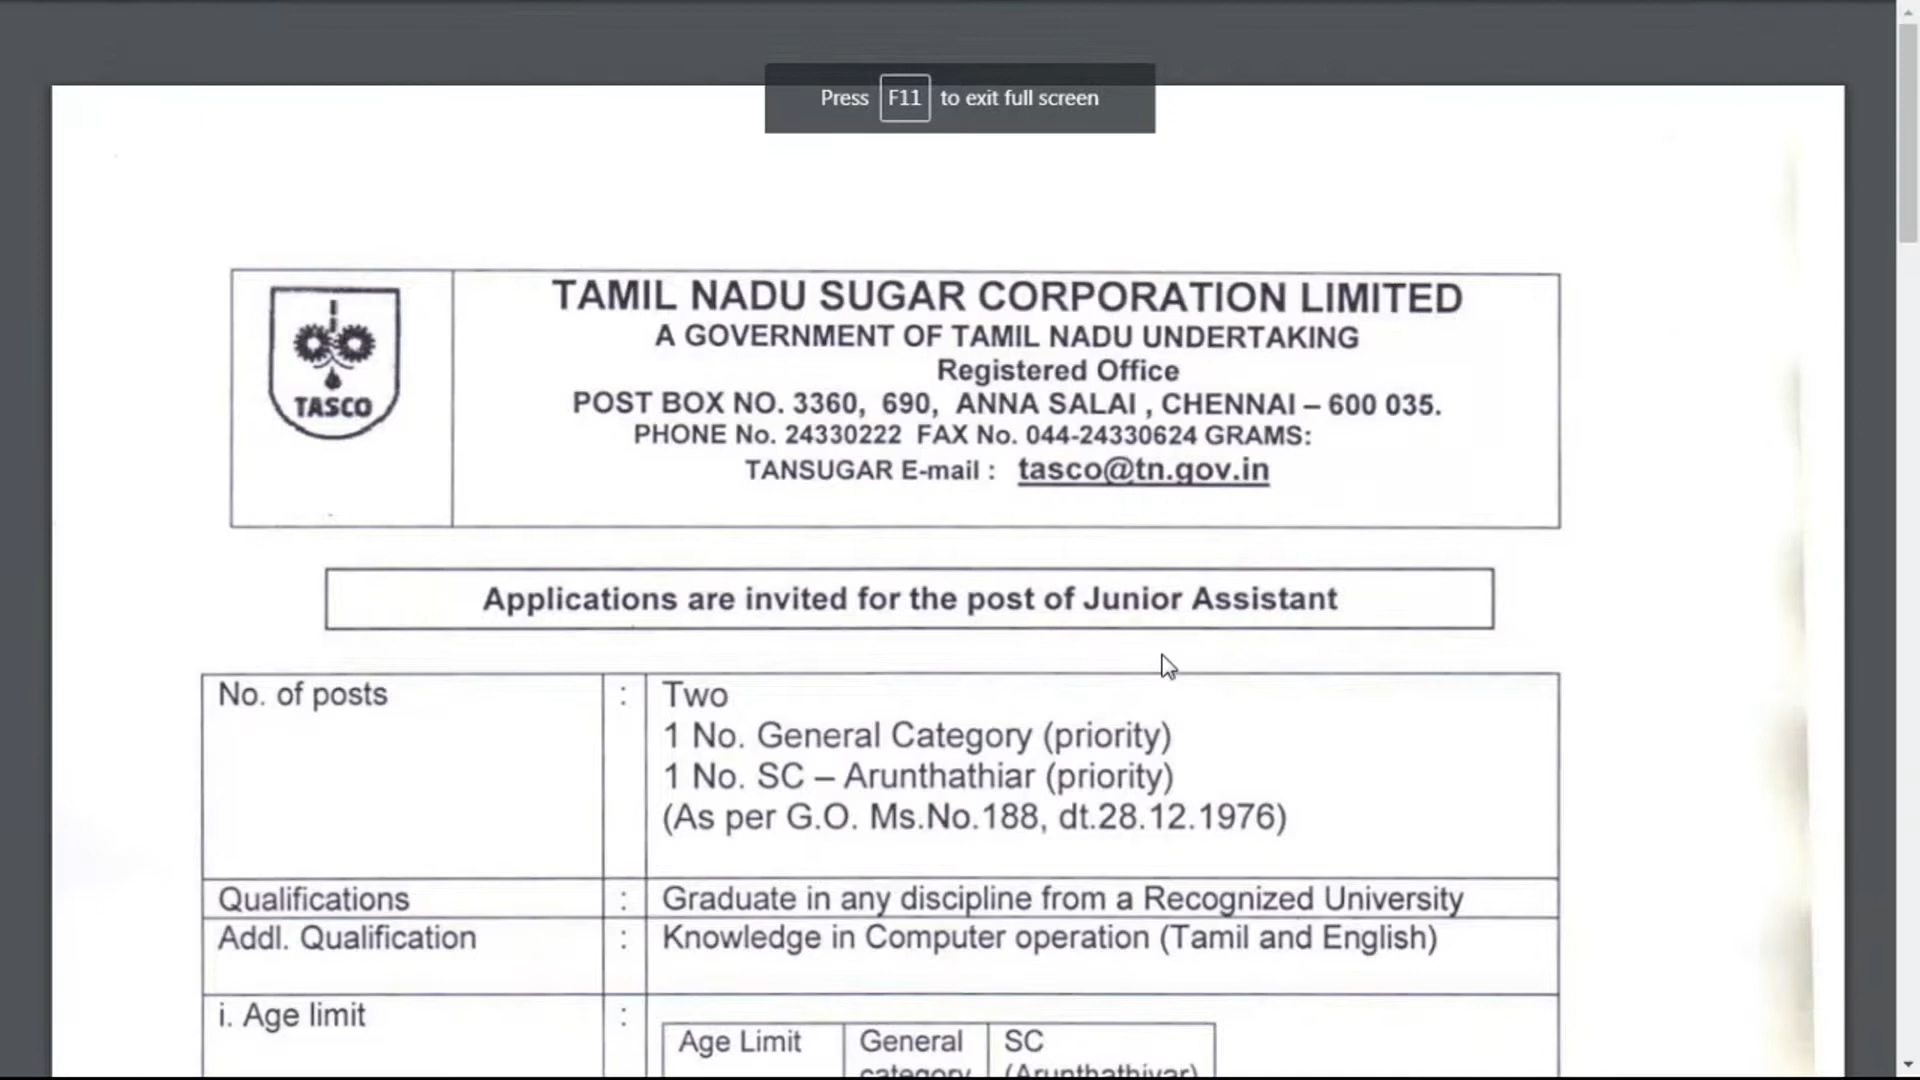 Press F11 to exit full screen
TASCO
TAMIL NADU SUGAR CORPORATION LIMITED
A GOVERNMENT OF TAMIL NADU UNDERTAKING
Registered Office
POST BOX NO. 3360, 690, ANNA SALAI , CHENNAI – 600 035.
PHONE No. 24330222 FAX No. 044-24330624 GRAMS:
TANSUGAR E-mail : tasco@tn.gov.in
Applications are invited for the post of Junior Assistant
No. of posts : Two
1 No. General Category (priority)
1 No. SC – Arunthathiar (priority)
(As per G.O. Ms.No.188, dt.28.12.1976)
Qualifications : Graduate in any discipline from a Recognized University
Addl. Qualification : Knowledge in Computer operation (Tamil and English)
i. Age limit :
Age Limit General SC
category (Arunthathiyar)